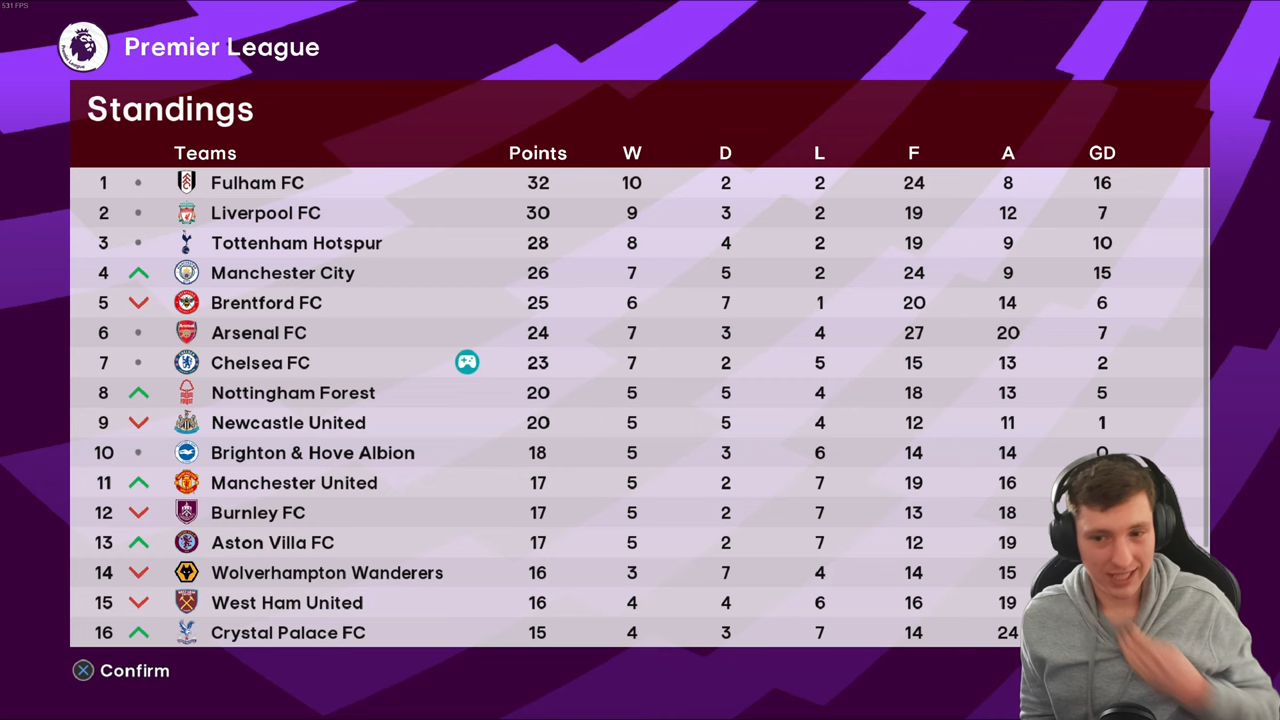 531 FPS
Premier League
Standings
Teams Points W D L F A GD
1 Fulham FC 32 10 2 2 24 8 16
2 Liverpool FC 30 9 3 2 19 12 7
3 Tottenham Hotspur 28 8 4 2 19 9 10
4 Manchester City 26 7 5 2 24 9 15
5 Brentford FC 25 6 7 1 20 14 6
6 Arsenal FC 24 7 3 4 27 20 7
7 Chelsea FC 23 7 2 5 15 13 2
8 Nottingham Forest 20 5 5 4 18 13 5
9 Newcastle United 20 5 5 4 12 11 1
10 Brighton & Hove Albion 18 5 3 6 14 14 0
11 Manchester United 17 5 2 7 19 16
12 Burnley FC 17 5 2 7 13 18
13 Aston Villa FC 17 5 2 7 12 19
14 Wolverhampton Wanderers 16 3 7 4 14 15
15 West Ham United 16 4 4 6 16 19
16 Crystal Palace FC 15 4 3 7 14 24
Confirm